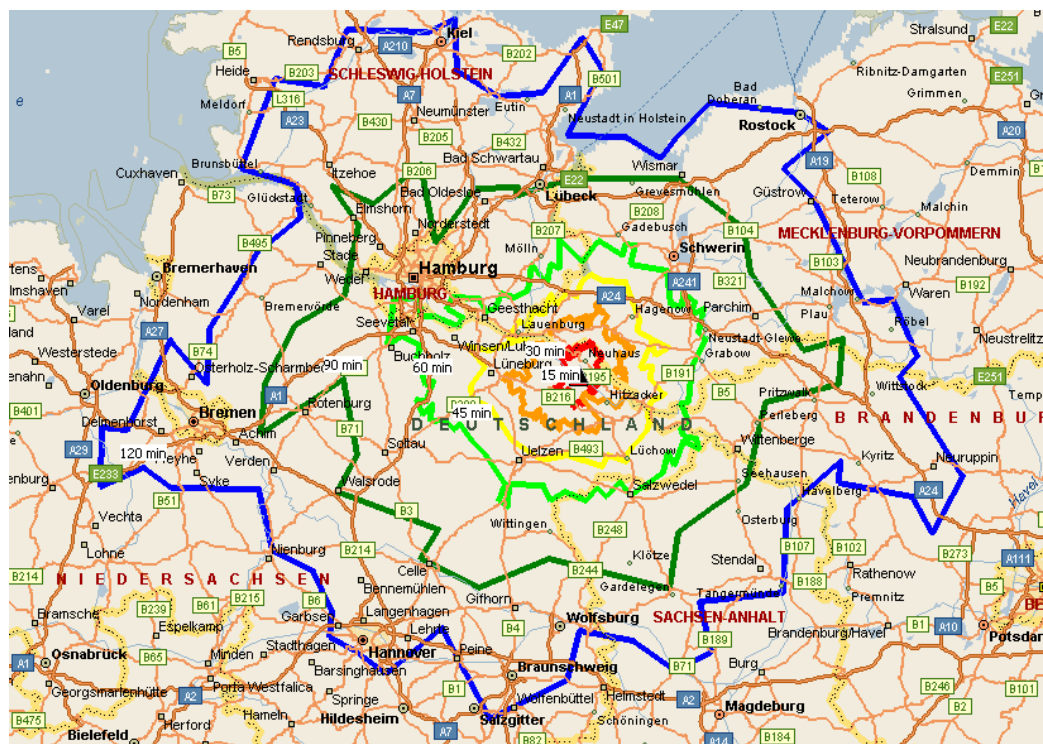 Kiel
E47
Stralsund
E22
Rendsburg
A210
B5
B202
B203
Heide
SCHLESWIG-HOLSTEIN
B501
Ribnitz-Damgarten
E251
Grimmen
Bad
Doberan
L316
Meldorf
A7
Eutin
A1
Neustadt in Holstein
Neumünster
A23
B430
B205
Rostock
A20
B432
Brunsbüttel
Bad Schwartau
Wismar
A19
Demmin
Cuxhaven
Itzehoe
B206
E22
B108
B73
Glückstadt
Bad Oldesloe
Lübeck
Grevesmühlen
Güstrow
Teterow
Malchin
Elmshorn
B208
Norderstedt
B207
Gadebusch
B104
MECKLENBURG-VORPOMMERN
Pinneberg
B495
Mölln
Schwerin
Stade
B103
Neubrandenburg
Bremerhaven
Wedel
Hamburg
A241
B321
B192
Nordenham
HAMBURG
A24
Malchow
Waren
Bremervörde
Geesthacht
Hagenow
Parchim
Plau
Varel
Seevetal
Lauenburg
Röbel
A27
Winsen/Luh
Neustadt-Glewe
Neustrelitz
Westerstede
B74
Buchholz
30 min
Neuhaus
Grabow
Osterholz-Scharmbeck
90 min
60 min
Lüneburg
15 min
B195
B191
E251
Oldenburg
A1
B216
Pritzwalk
Wittstock
B401
Rotenburg
45 min
Hitzacker
Perleberg
Bremen
BRANDENBUR
Delmenhorst
B71
DEUTSCHLAND
Achim
Soltau
Wittenberge
A29
120 min
B493
Uelzen
Lüchow
Kyritz
Neuruppin
E233
Verden
Seehausen
Syke
Walsrode
Salzwedel
Havelberg
A24
Havel
B51
B3
Vechta
Wittingen
Osterburg
B248
Lohne
B214
B107
B102
B273
Nienburg
Klötze
Stendal
A111
B214
NIEDERSACHSEN
Celle
B244
Rathenow
B188
B5
Bennemühlen
Gardelegen
Tangermünde
Premnitz
B239
B61
B215
B6
Langenhagen
Gifhorn
SACHSEN-ANHALT
Bramsche
Garbsen
Espelkamp
Wolfsburg
B4
Lehrte
B189
Brandenburg/Havel
B1
A10
Potsdam
Stadthagen
Hannover
A1
Osnabrück
B65
Minden
Peine
Barsinghausen
Braunschweig
B71
Burg
Georgsmarienhütte
A2
Porta Westfalica
Springe
B1
Wolfenbüttel
Helmstedt
A2
B246
B101
B475
Herford
Hameln
Hildesheim
Salzgitter
Schöningen
Magdeburg
B2
Bielefeld
A7
B82
A14
B184